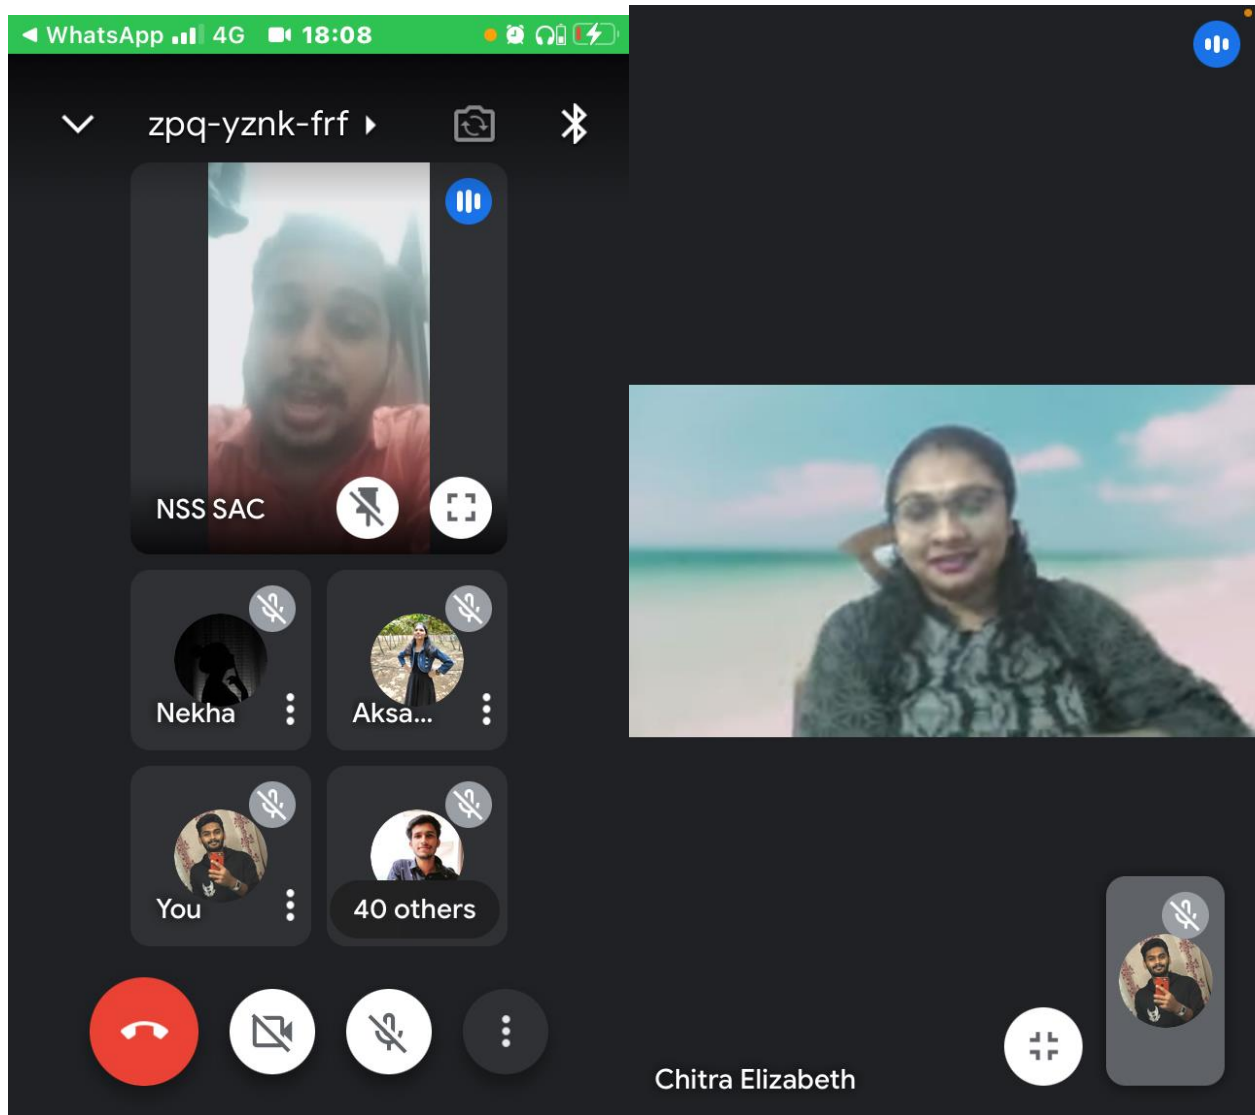 WhatsApp 4G 18:08
zpq-yznk-frf
NSS SAC
Nekha
Aksa...
You
40 others
Chitra Elizabeth